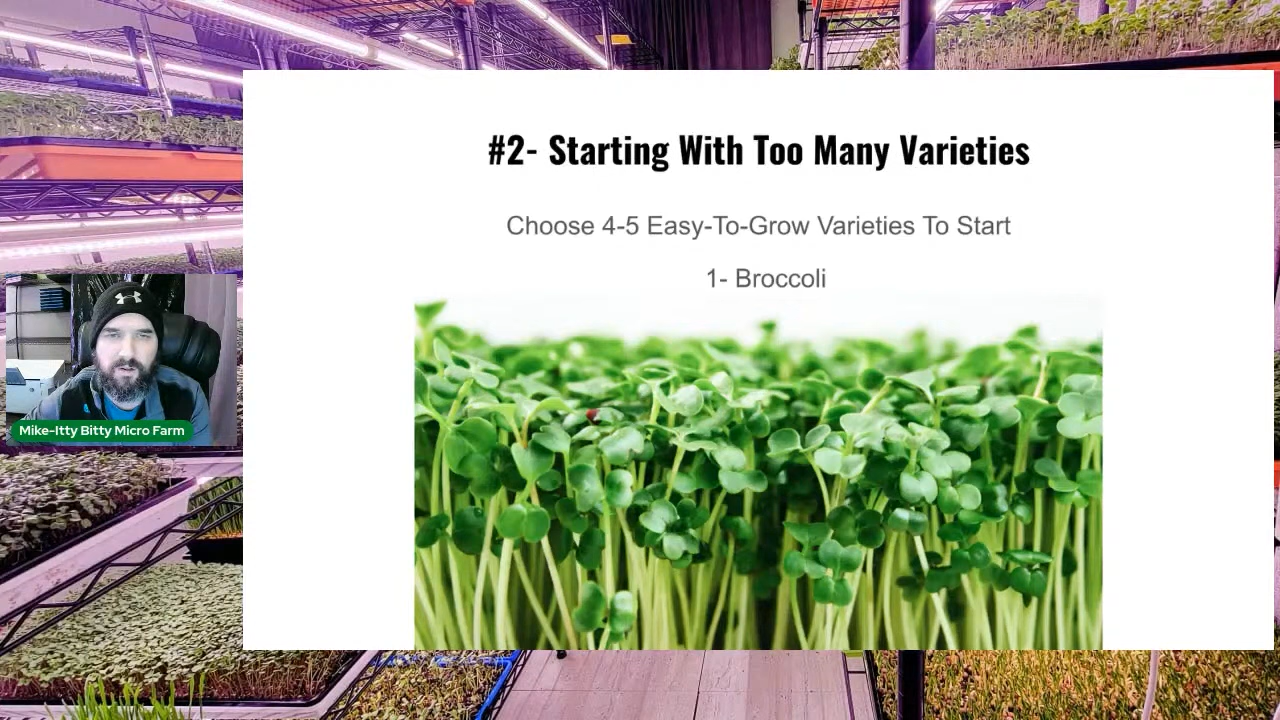 #2- Starting With Too Many Varieties
Choose 4-5 Easy-To-Grow Varieties To Start
1- Broccoli
Mike-Itty Bitty Micro Farm